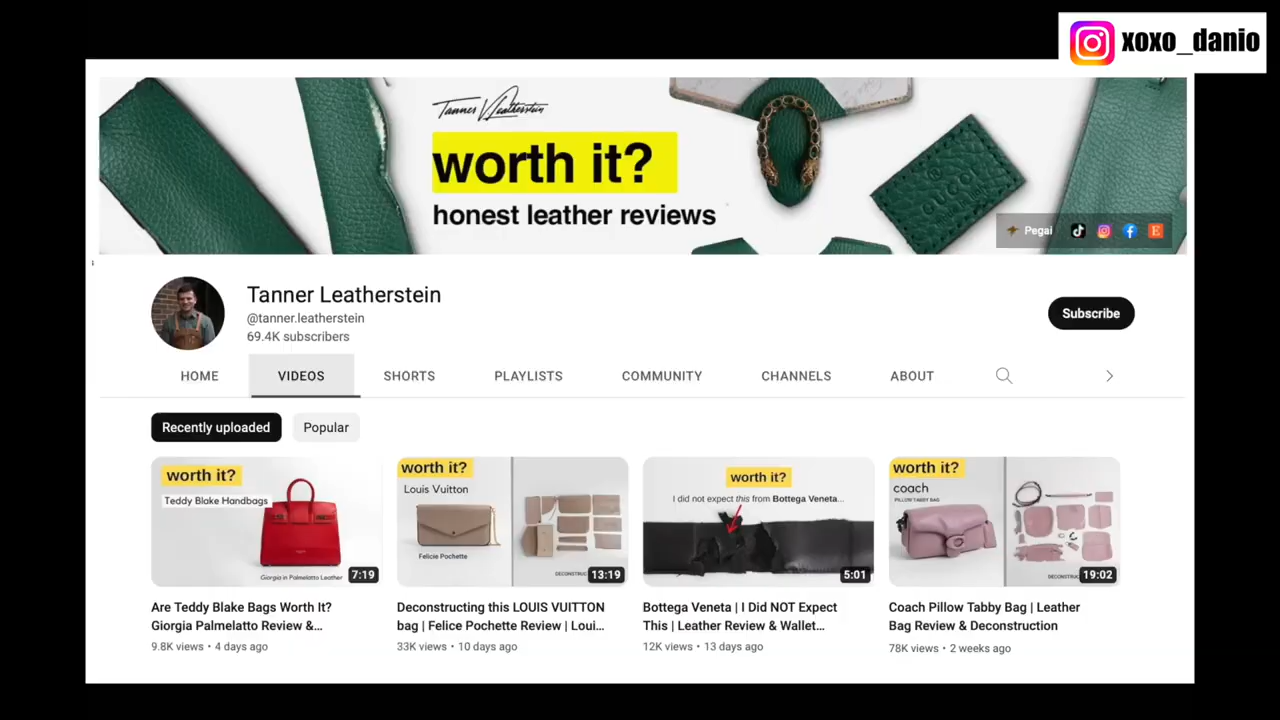 xoxo_danio
Tanner Leatherstein
worth it?
honest leather reviews
GUCCI
Pegai
Tanner Leatherstein
@tanner.leatherstein
69.4K subscribers
Subscribe
HOME
VIDEOS
SHORTS
PLAYLISTS
COMMUNITY
CHANNELS
ABOUT
Recently uploaded
Popular
worth it?
Teddy Blake Handbags
Giorgia in Palmelatto Leather
7:19
worth it?
Louis Vuitton
Felicie Pochette
DECONSTRUC
13:19
worth it?
I did not expect this from Bottega Veneta...
5:01
worth it?
coach
PILLOW TABBY BAG
DECONSTRUC
19:02
Are Teddy Blake Bags Worth It?
Giorgia Palmelatto Review &...
9.8K views • 4 days ago
Deconstructing this LOUIS VUITTON
bag | Felice Pochette Review | Loui...
33K views • 10 days ago
Bottega Veneta | I Did NOT Expect
This | Leather Review & Wallet...
12K views • 13 days ago
Coach Pillow Tabby Bag | Leather
Bag Review & Deconstruction
78K views • 2 weeks ago